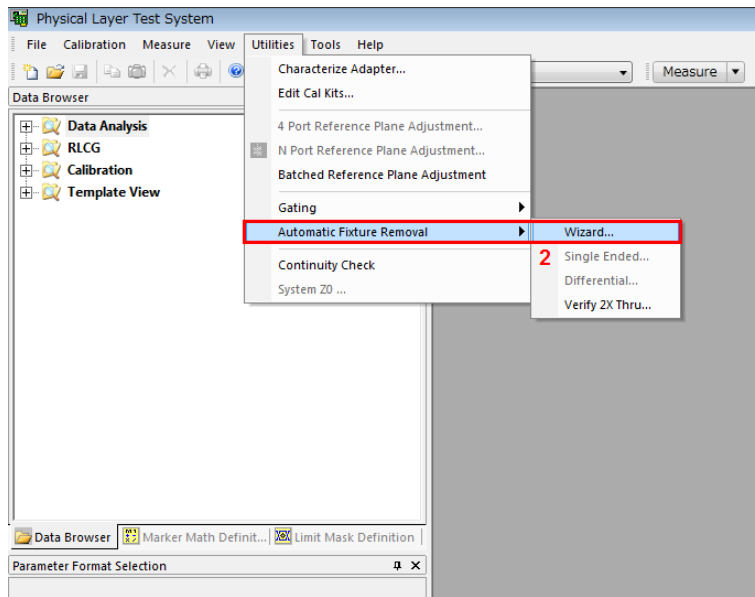 Physical Layer Test System
File Calibration Measure View Utilities Tools Help
Measure
Data Browser
Data Analysis
RLCG
Calibration
Template View
Characterize Adapter...
Edit Cal Kits...
4 Port Reference Plane Adjustment...
N Port Reference Plane Adjustment...
Batched Reference Plane Adjustment
Gating
Automatic Fixture Removal
Continuity Check
System Z0 ...
Wizard...
2 Single Ended...
Differential...
Verify 2X Thru...
Data Browser Marker Math Definit... Limit Mask Definition
Parameter Format Selection